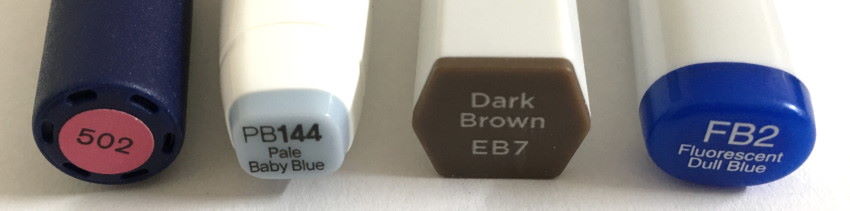 502
PB144
Pale
Baby Blue
Dark
Brown
EB7
FB2
Fluorescent
Dull Blue